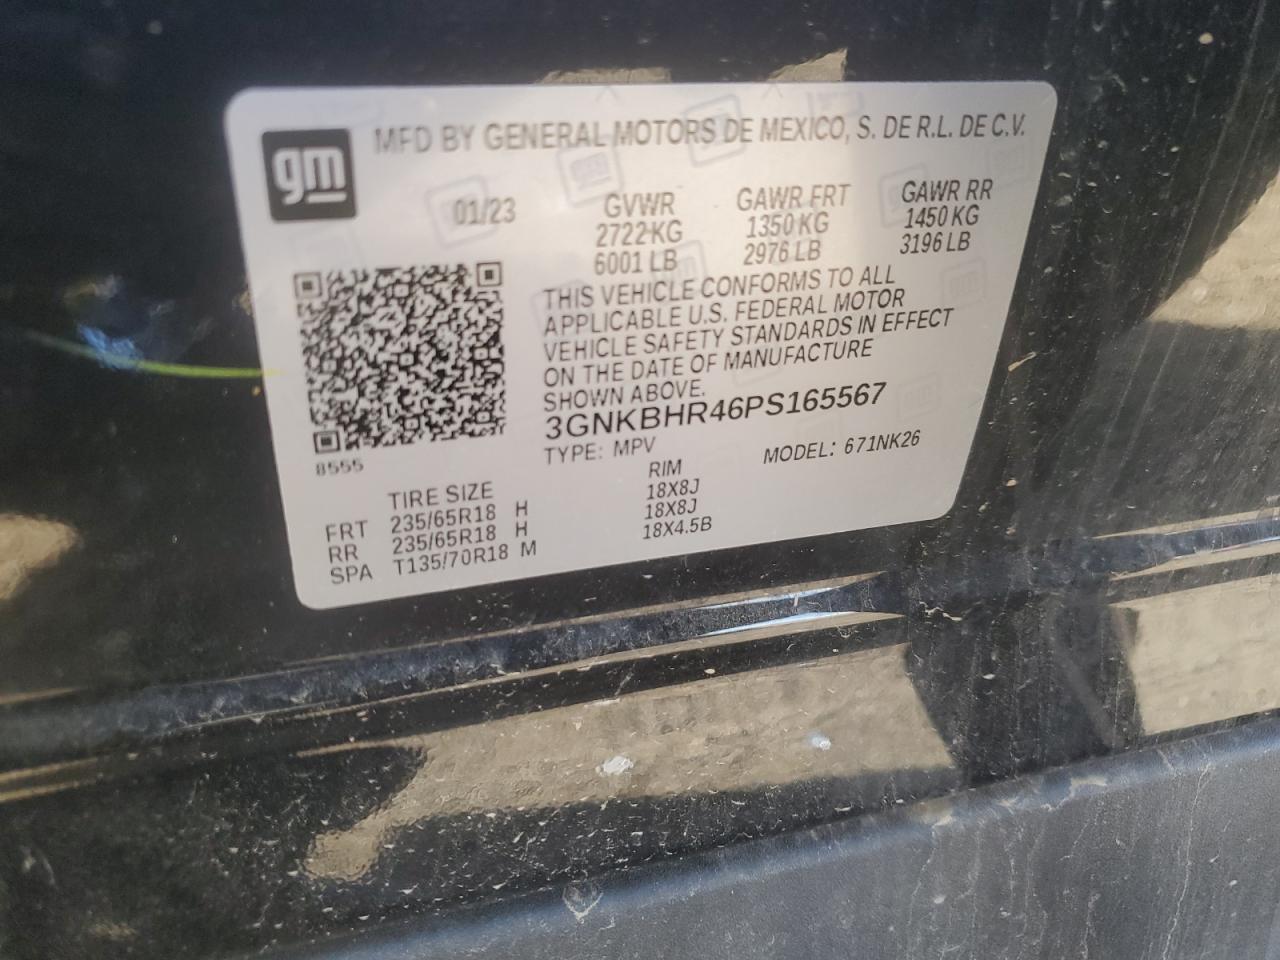 gm
MFD BY GENERAL MOTORS DE MEXICO, S. DE R.L. DE C.V.
01/23 GVWR GAWR FRT GAWR RR
2722KG 1350 KG 1450 KG
6001 LB 2976 LB 3196 LB
THIS VEHICLE CONFORMS TO ALL
APPLICABLE U.S. FEDERAL MOTOR
VEHICLE SAFETY STANDARDS IN EFFECT
ON THE DATE OF MANUFACTURE
SHOWN ABOVE.
3GNKBHR46PS165567
8555
TYPE: MPV MODEL: 671NK26
TIRE SIZE RIM
FRT 235/65R18 H 18X8J
RR 235/65R18 H 18X8J
SPA T135/70R18 M 18X4.5B